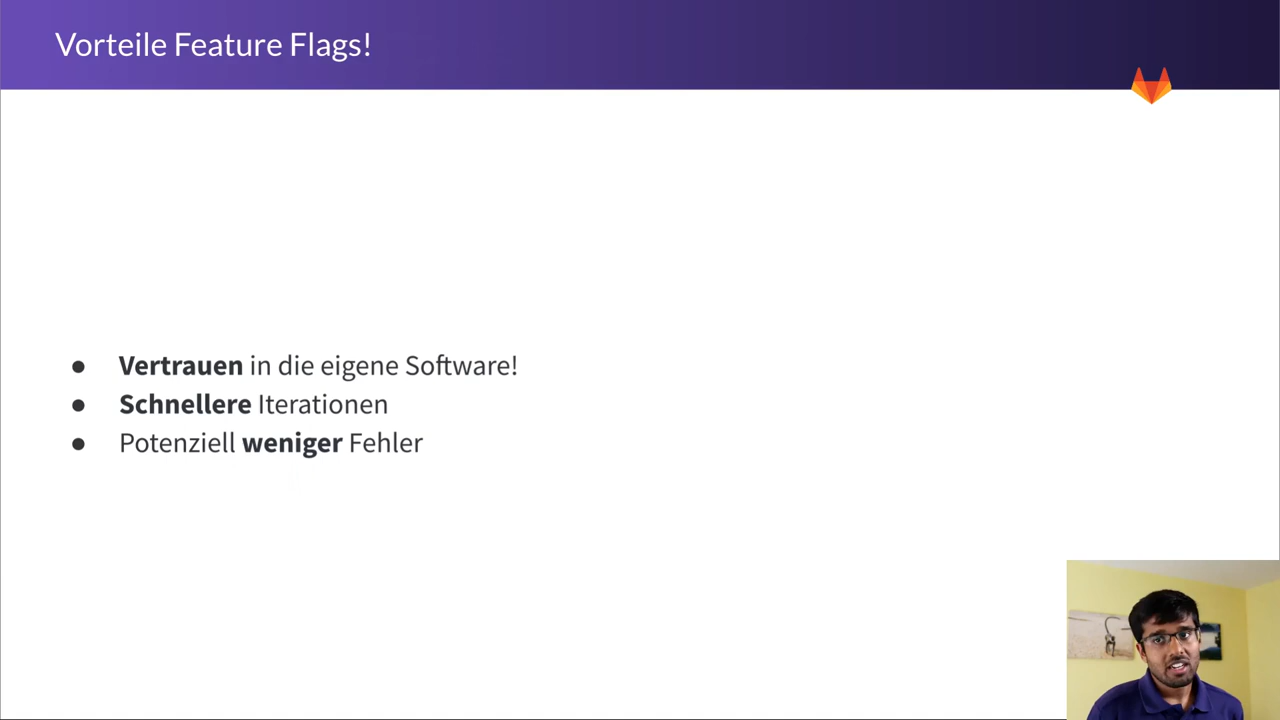 Vorteile Feature Flags!
● Vertrauen in die eigene Software!
● Schnellere Iterationen
● Potenziell weniger Fehler